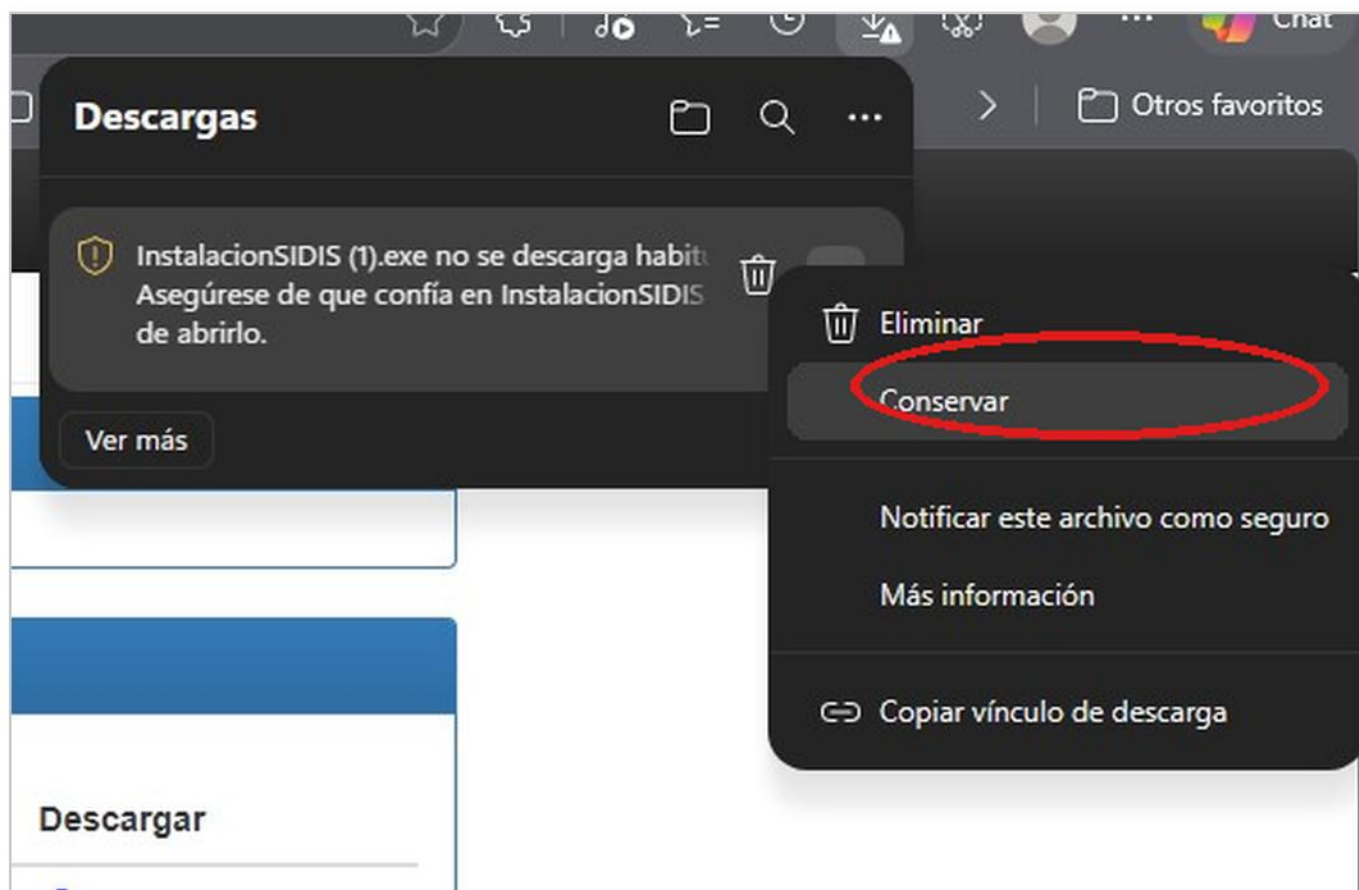 Chat
Descargas
Otros favoritos
InstalacionSIDIS (1).exe no se descarga
Asegúrese de que confía en InstalacionSIDIS
de abrirlo.
Ver más
Eliminar
Conservar
Notificar este archivo como seguro
Más información
Copiar vínculo de descarga
Descargar